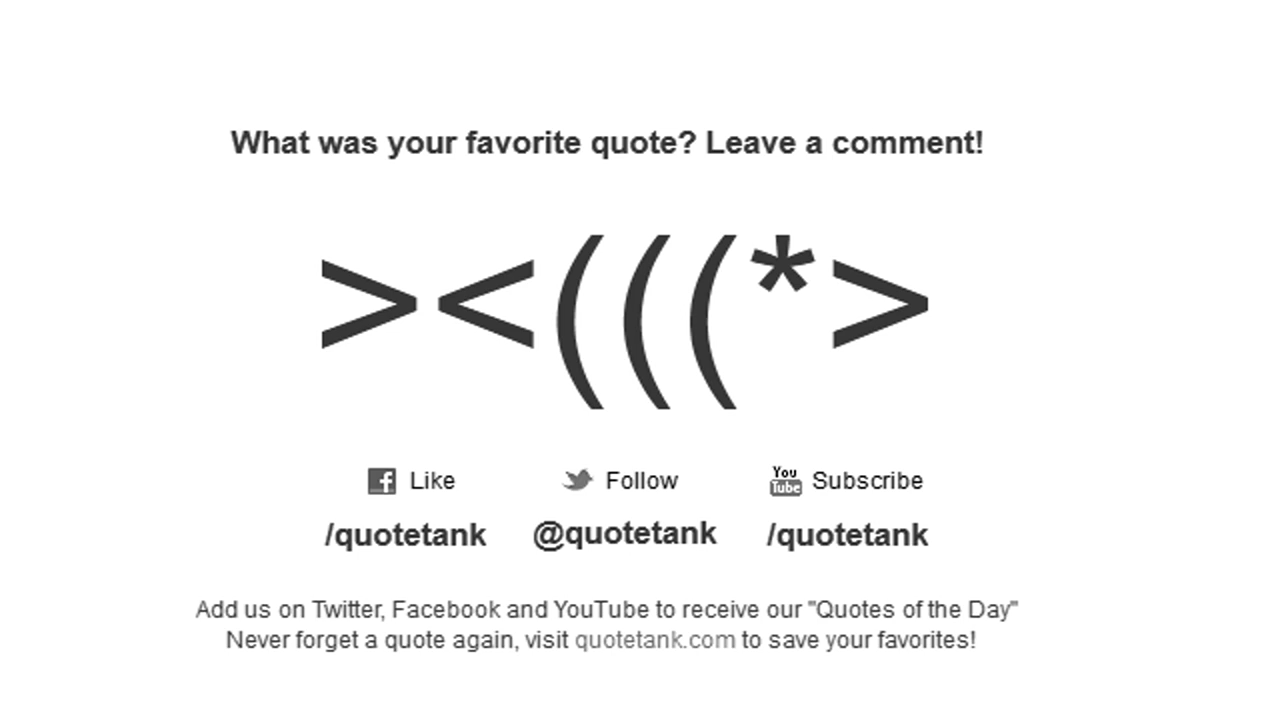 What was your favorite quote? Leave a comment!
><(((*>
f Like Follow You Tube Subscribe
/quotetank @quotetank /quotetank
Add us on Twitter, Facebook and YouTube to receive our "Quotes of the Day"
Never forget a quote again, visit quotetank.com to save your favorites!